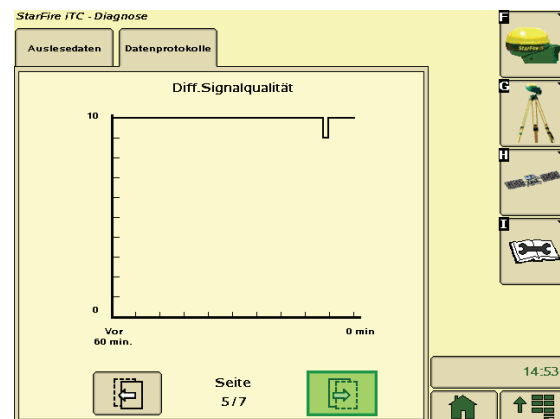 StarFire iTC - Diagnose
Auslesedaten
Datenprotokolle
Diff.Signalqualität
10
0
Vor
60 min.
0 min
Seite
5/7
F
StarFire
G
H
I
14:53